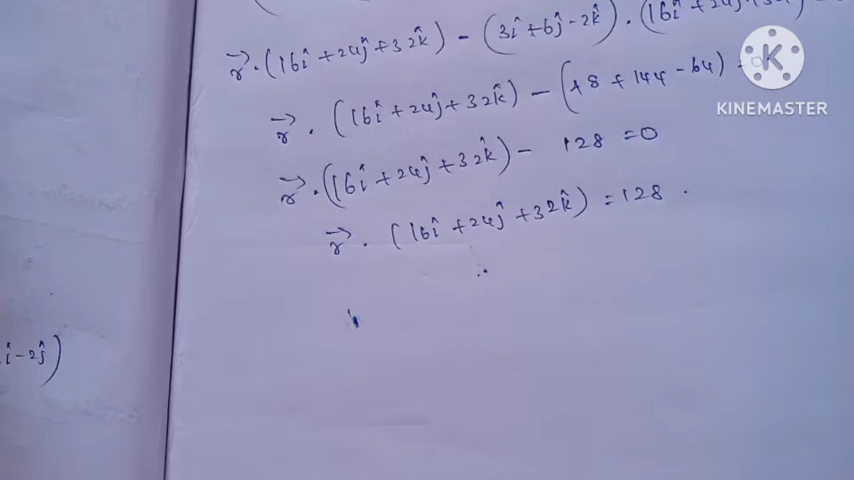 r⃗.(16î + 24ĵ + 32k̂) - (3î + 6ĵ - 2k̂).(16î + 24ĵ
r⃗. (16î + 24ĵ + 32k̂) - (48 + 144 - 64) =
r⃗.(16î + 24ĵ + 32k̂) - 128 = 0
r⃗. (16î + 24ĵ + 32k̂) = 128.
î - 2ĵ)
KINEMASTER